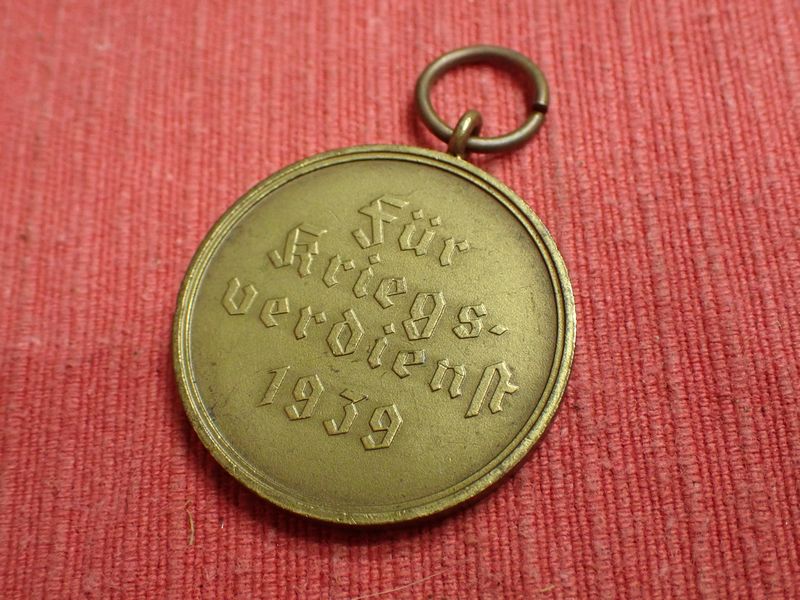 Für
Kriegs-
verdienst
1939